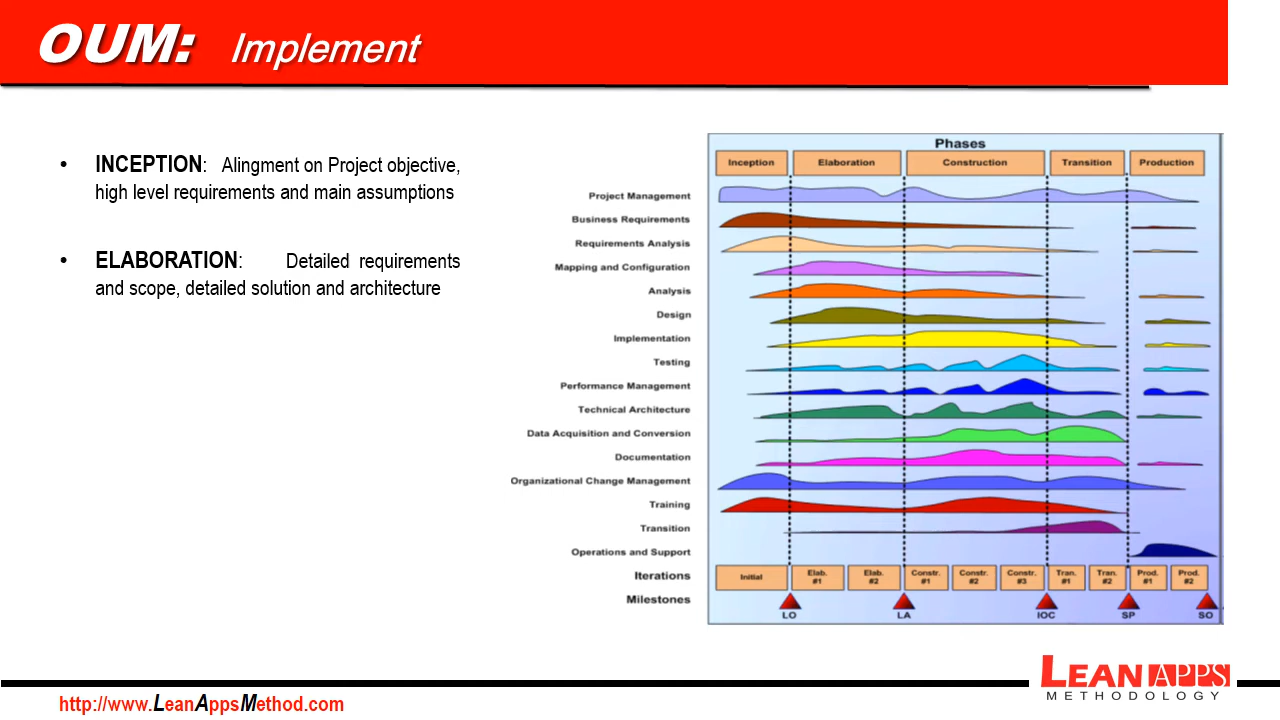 OUM: Implement
• INCEPTION: Alingment on Project objective,
high level requirements and main assumptions
• ELABORATION: Detailed requirements
and scope, detailed solution and architecture
Phases
Inception Elaboration Construction Transition Production
Project Management
Business Requirements
Requirements Analysis
Mapping and Configuration
Analysis
Design
Implementation
Testing
Performance Management
Technical Architecture
Data Acquisition and Conversion
Documentation
Organizational Change Management
Training
Transition
Operations and Support
Iterations
Initial
Elab. #1
Elab. #2
Constr. #1
Constr. #2
Constr. #3
Tran. #1
Tran. #2
Prod. #1
Prod. #2
Milestones
LO LA IOC SP SO
LEAN APPS
METHODOLOGY
http://www.LeanAppsMethod.com